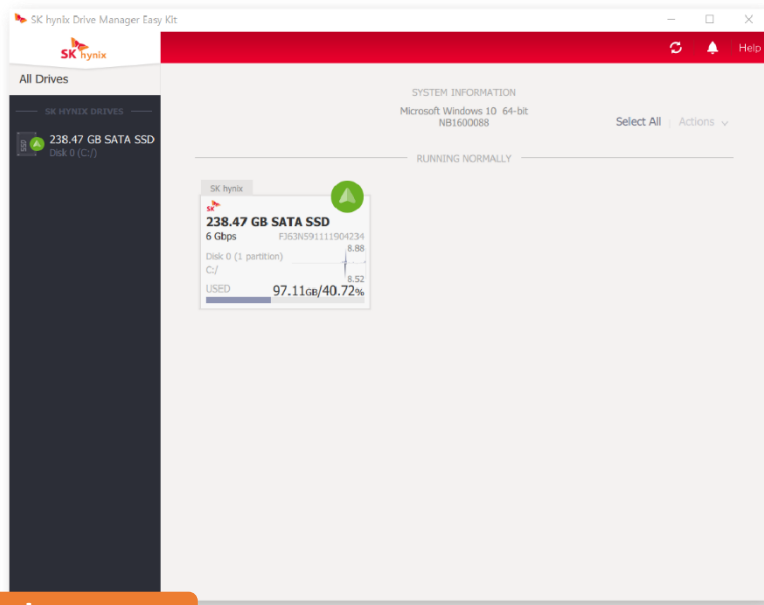 SK hynix Drive Manager Easy Kit
SK hynix
Help
All Drives
SK HYNIX DRIVES
SSD
238.47 GB SATA SSD
Disk 0 (C:/)
SYSTEM INFORMATION
Microsoft Windows 10 64-bit
NB1600088
Select All
Actions
RUNNING NORMALLY
SK hynix
SK
238.47 GB SATA SSD
6 Gbps
FJ63N591111904234
8.88
Disk 0 (1 partition)
C:/
8.52
USED
97.11GB/40.72%